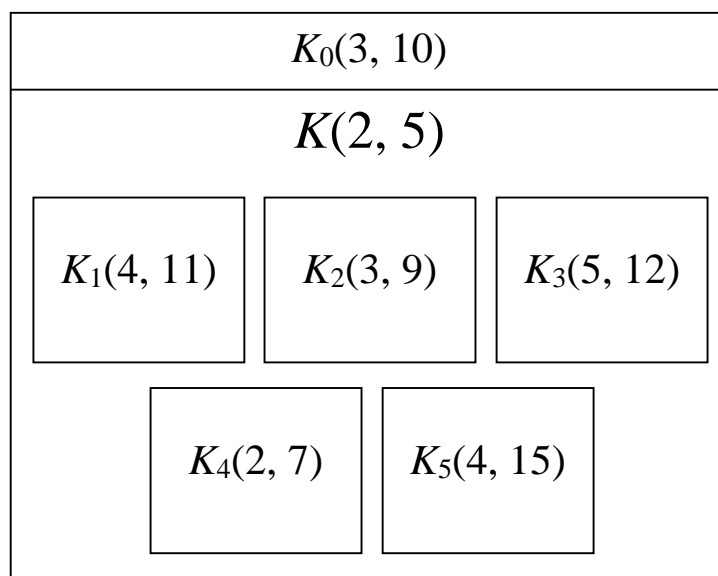 K₀(3, 10)
K(2, 5)
K₁(4, 11) K₂(3, 9) K₃(5, 12)
K₄(2, 7) K₅(4, 15)